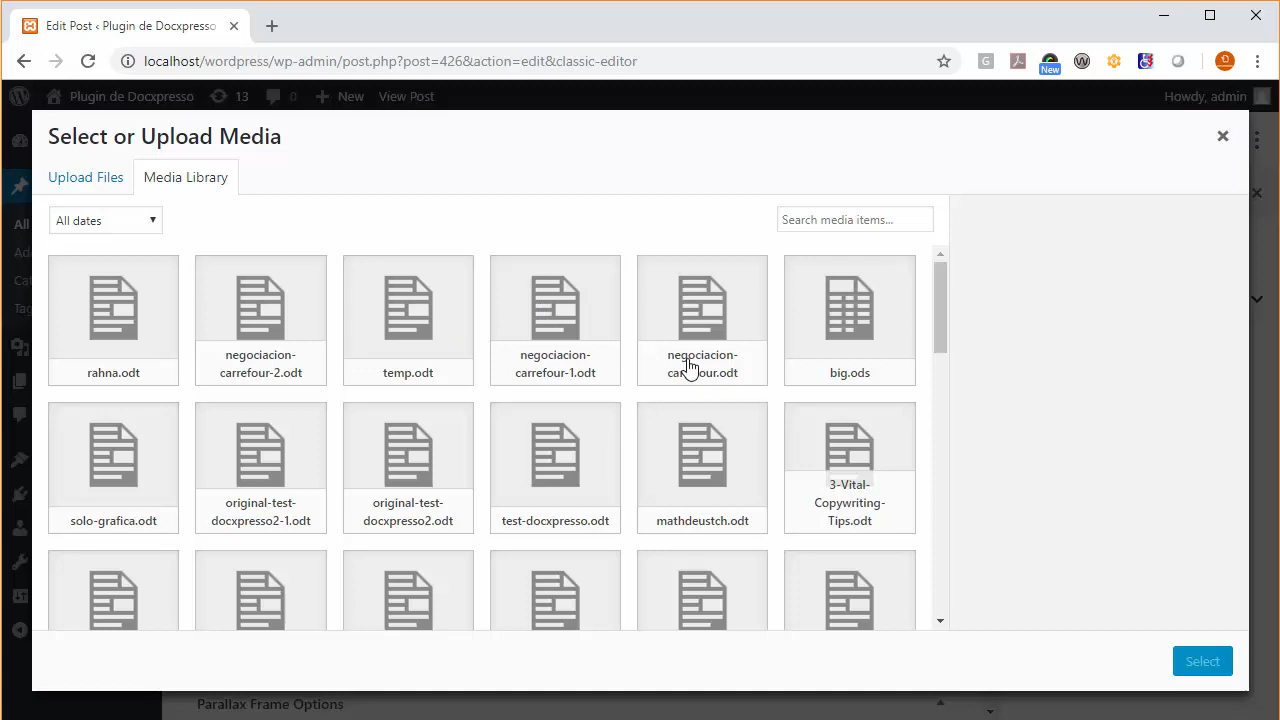 Edit Post ‹ Plugin de Docxpresso
localhost/wordpress/wp-admin/post.php?post=426&action=edit&classic-editor
New
Plugin de Docxpresso 13 0 New View Post Howdy, admin
Select or Upload Media
Upload Files Media Library
All dates
Search media items...
rahna.odt
negociacion-
carrefour-2.odt
temp.odt
negociacion-
carrefour-1.odt
negociacion-
carrefour.odt
big.ods
solo-grafica.odt
original-test-
docxpresso2-1.odt
original-test-
docxpresso2.odt
test-docxpresso.odt
mathdeustch.odt
3-Vital-
Copywriting-
Tips.odt
All
Select
Parallax Frame Options